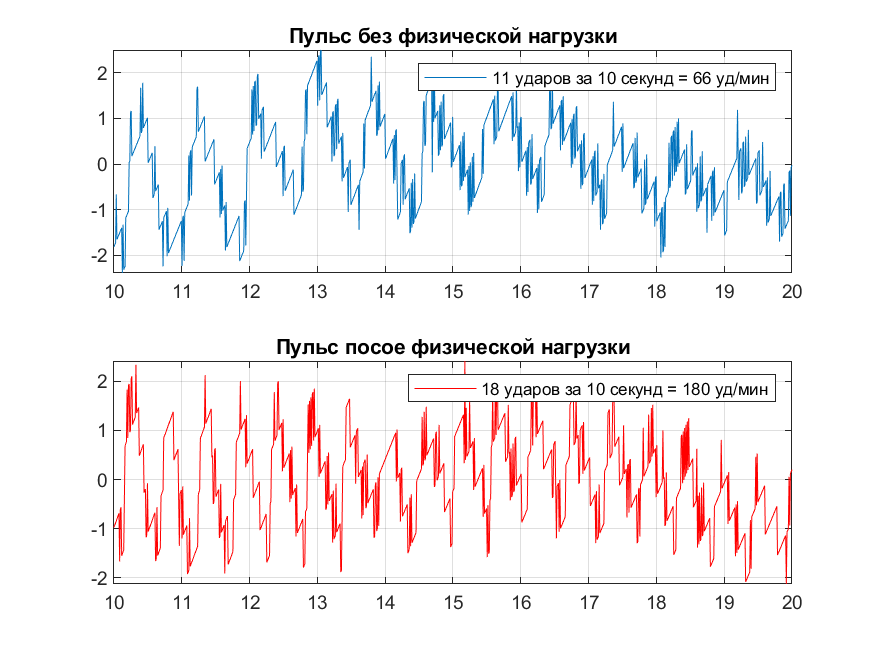 Пульс без физической нагрузки
11 ударов за 10 секунд = 66 уд/мин
2
1
0
-1
-2
10 11 12 13 14 15 16 17 18 19 20
Пульс посое физической нагрузки
18 ударов за 10 секунд = 180 уд/мин
2
1
0
-1
-2
10 11 12 13 14 15 16 17 18 19 20